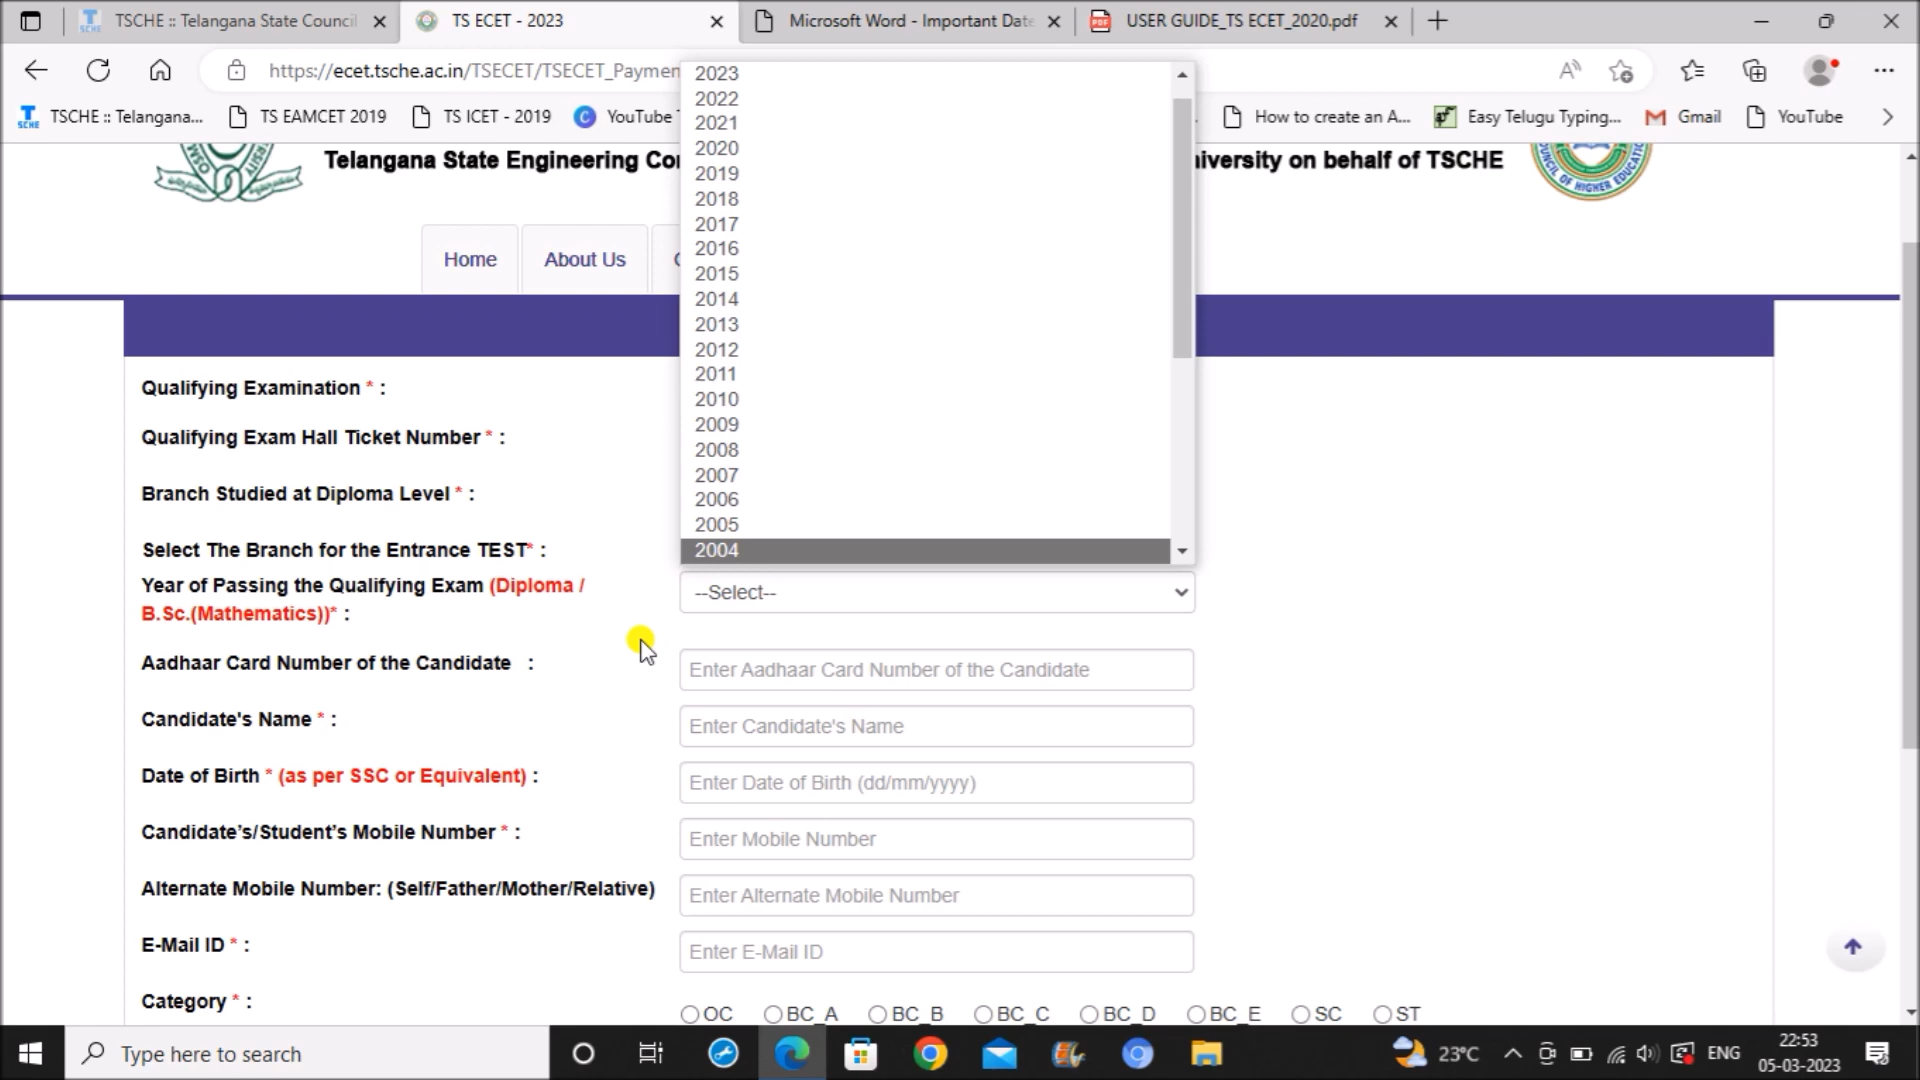 TSCHE :: Telangana State Council
TS ECET - 2023
Microsoft Word - Important Date
USER GUIDE_TS ECET_2020.pdf
https://ecet.tsche.ac.in/TSECET/TSECET_Paymen
TSCHE :: Telangana...
TS EAMCET 2019
TS ICET - 2019
YouTube
How to create an A...
Easy Telugu Typing...
Gmail
YouTube
Telangana State Engineering Co
iversity on behalf of TSCHE
COUNCIL OF HIGHER EDUCATION
Home
About Us
2023
2022
2021
2020
2019
2018
2017
2016
2015
2014
2013
2012
2011
2010
2009
2008
2007
2006
2005
2004
Qualifying Examination * :
Qualifying Exam Hall Ticket Number * :
Branch Studied at Diploma Level * :
Select The Branch for the Entrance TEST* :
Year of Passing the Qualifying Exam (Diploma /
B.Sc.(Mathematics))* :
--Select--
Aadhaar Card Number of the Candidate :
Enter Aadhaar Card Number of the Candidate
Candidate's Name * :
Enter Candidate's Name
Date of Birth * (as per SSC or Equivalent) :
Enter Date of Birth (dd/mm/yyyy)
Candidate's/Student's Mobile Number * :
Enter Mobile Number
Alternate Mobile Number: (Self/Father/Mother/Relative)
Enter Alternate Mobile Number
E-Mail ID * :
Enter E-Mail ID
Category * :
OC BC_A BC_B BC_C BC_D BC_E SC ST
Type here to search
23°C
ENG
22:53
05-03-2023